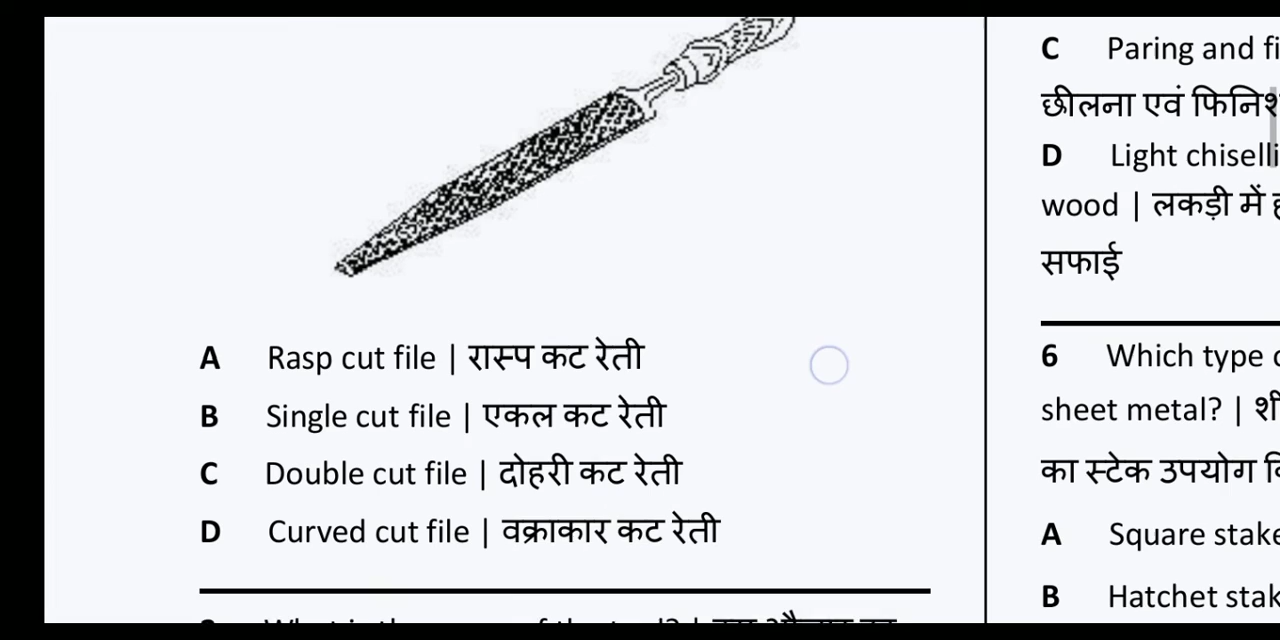 A Rasp cut file | रास्प कट रेती
B Single cut file | एकल कट रेती
C Double cut file | दोहरी कट रेती
D Curved cut file | वक्राकार कट रेती
C Paring and fi
छीलना एवं फिनिश
D Light chiselli
wood | लकड़ी में ह
सफाई
6 Which type
sheet metal? | शी
का स्टेक उपयोग
A Square stake
B Hatchet stak